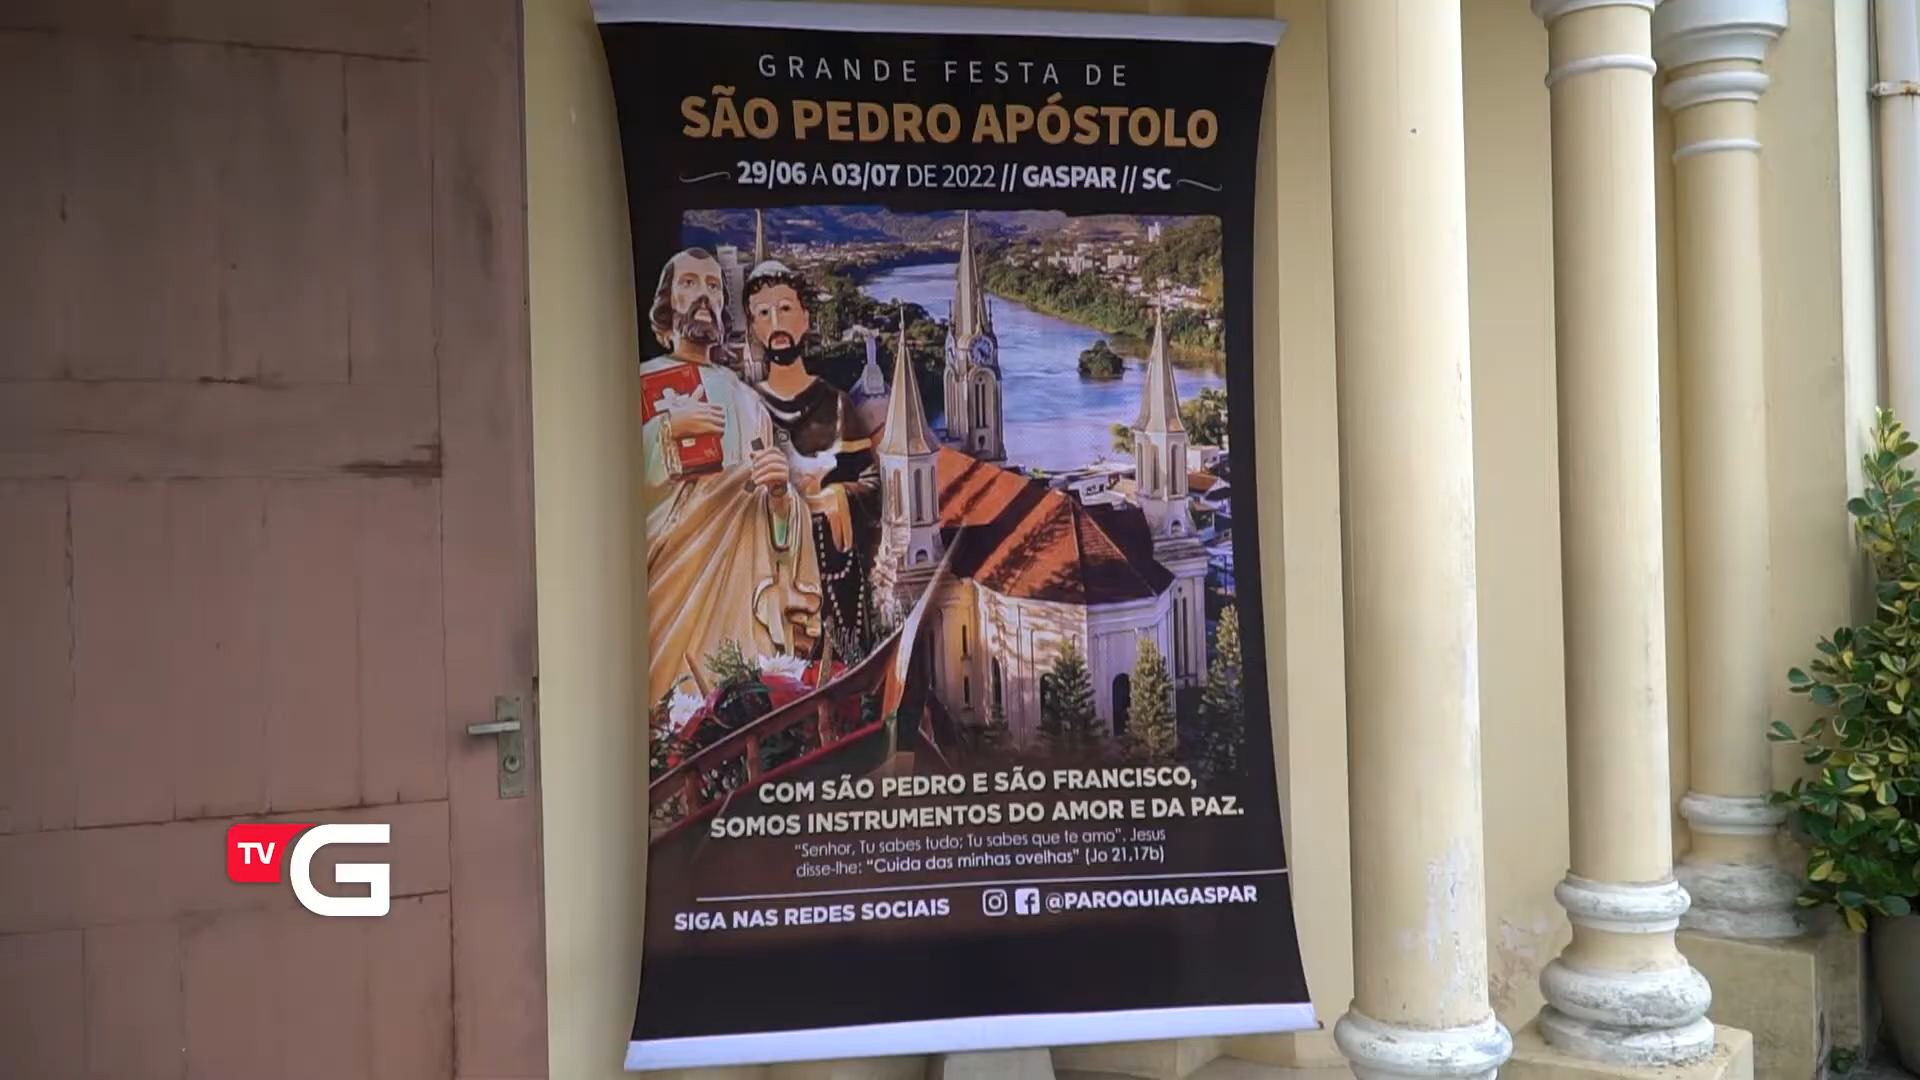 GRANDE FESTA DE
SÃO PEDRO APÓSTOLO
29/06 A 03/07 DE 2022 // GASPAR // SC
COM SÃO PEDRO E SÃO FRANCISCO,
SOMOS INSTRUMENTOS DO AMOR E DA PAZ.
"Senhor, Tu sabes tudo; Tu sabes que te amo". Jesus
disse-lhe: "Cuida das minhas ovelhas" (Jo 21,17b)
SIGA NAS REDES SOCIAIS @PAROQUIAGASPAR
TV G